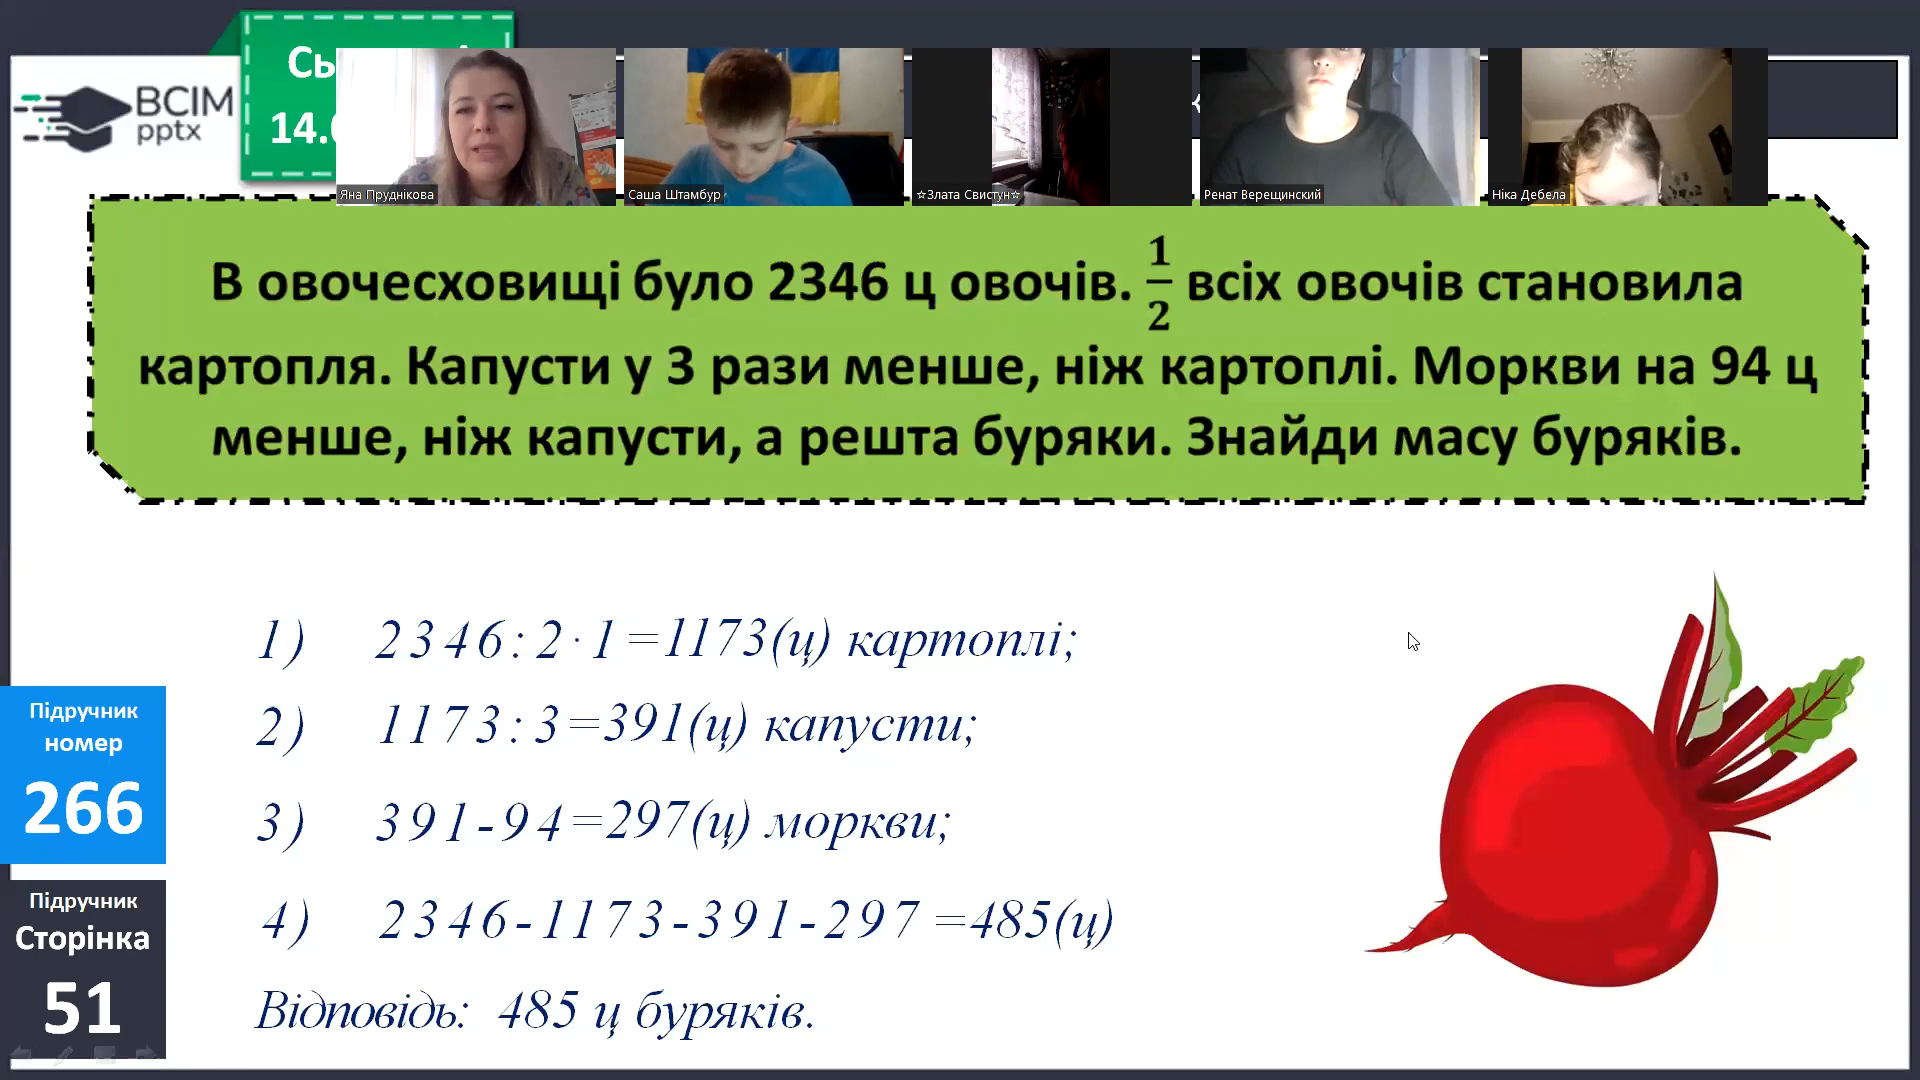 ВСІМ
pptx
Яна Пруднікова
Саша Штамбур
☆Злата Свистун☆
Ренат Верещинский
Ніка Дебела
В овочесховищі було 2346 ц овочів. 1/2 всіх овочів становила
картопля. Капусти у 3 рази менше, ніж картоплі. Моркви на 94 ц
менше, ніж капусти, а решта буряки. Знайди масу буряків.
1) 2346:2·1=1173(ц) картоплі;
2) 1173:3=391(ц) капусти;
3) 391-94=297(ц) моркви;
4) 2346-1173-391-297=485(ц)
Відповідь: 485 ц буряків.
Підручник
номер
266
Підручник
Сторінка
51